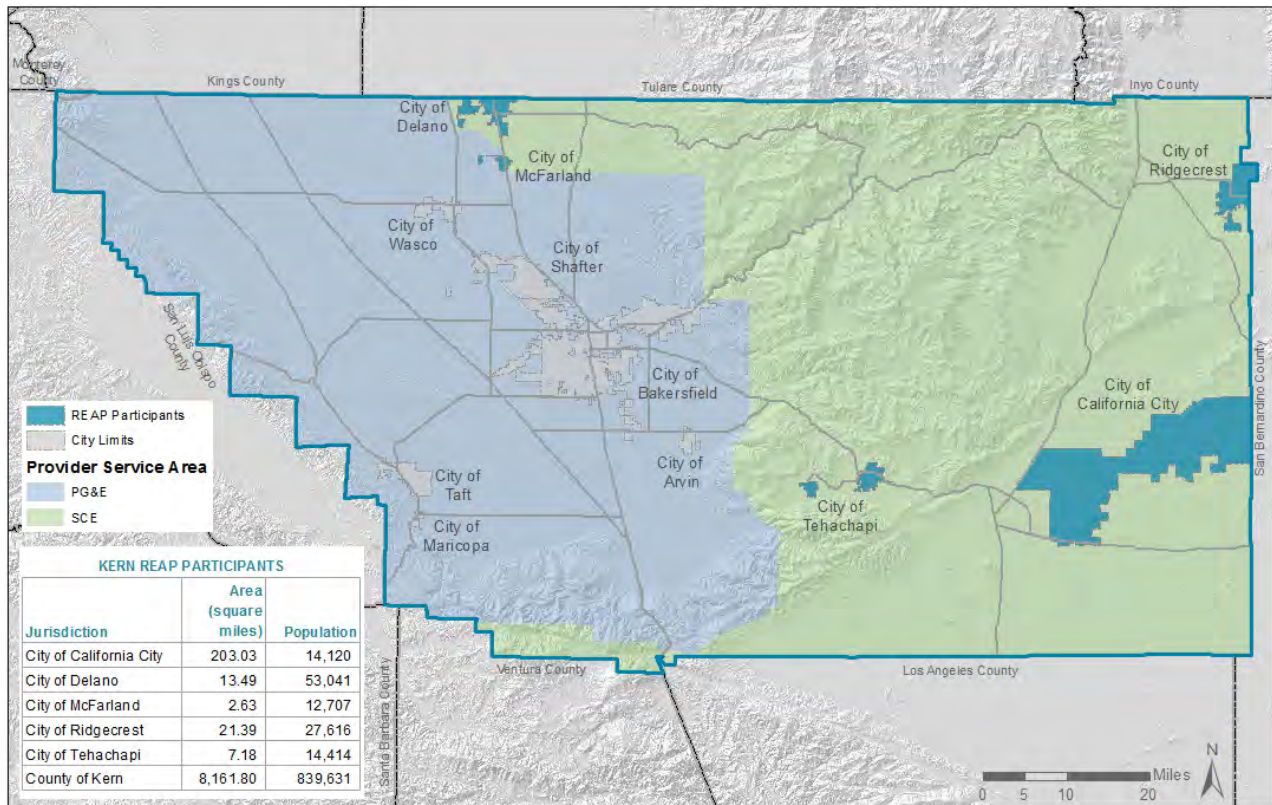 Monterey
County
Kings County
Tulare County
Inyo County
City of
Delano
City of
McFarland
City of
Ridgecrest
City of
Wasco
City of
Shafter
San Luis Obispo
County
City of
Bakersfield
City of
California City
San Bernardino County
City of
Arvin
City of
Taft
City of
Tehachapi
City of
Maricopa
REAP Participants
City Limits
Provider Service Area
PG&E
SCE
KERN REAP PARTICIPANTS
Jurisdiction Area (square miles) Population
City of California City 203.03 14,120
City of Delano 13.49 53,041
City of McFarland 2.63 12,707
City of Ridgecrest 21.39 27,616
City of Tehachapi 7.18 14,414
County of Kern 8,161.80 839,631
Santa Barbara County
Ventura County
Los Angeles County
N
Miles
0 5 10 20